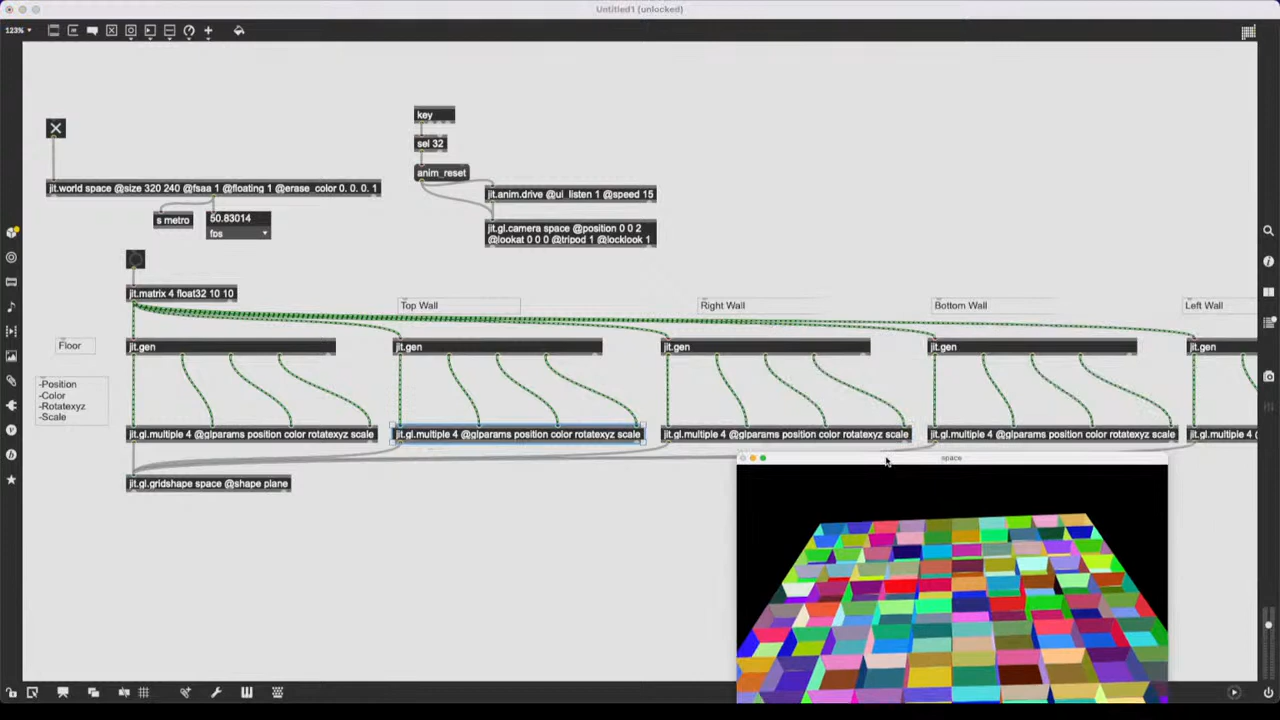 Untitled1 (unlocked)
123%
key
sel 32
anim_reset
jit.world space @size 320 240 @fsaa 1 @floating 1 @erase_color 0. 0. 0. 1
jit.anim.drive @ui_listen 1 @speed 15
s metro
50.83014
fps
jit.gl.camera space @position 0 0 2
@lookat 0 0 0 @tripod 1 @locklook 1
jit.matrix 4 float32 10 10
Top Wall
Right Wall
Bottom Wall
Left Wall
Floor
jit.gen
jit.gen
jit.gen
jit.gen
jit.gen
-Position
-Color
-Rotatexyz
-Scale
jit.gl.multiple 4 @glparams position color rotatexyz scale
jit.gl.multiple 4 @glparams position color rotatexyz scale
jit.gl.multiple 4 @glparams position color rotatexyz scale
jit.gl.multiple 4 @glparams position color rotatexyz scale
jit.gl.multiple 4 @
space
jit.gl.gridshape space @shape plane